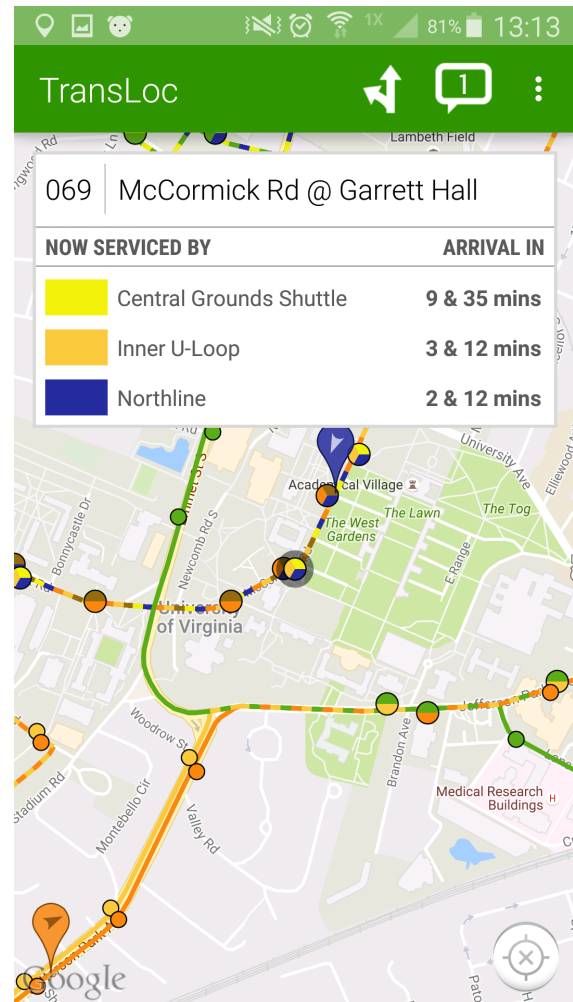 1X 81% 13:13
TransLoc 1
Lambeth Field
069 McCormick Rd @ Garrett Hall
NOW SERVICED BY ARRIVAL IN
Central Grounds Shuttle 9 & 35 mins
Inner U-Loop 3 & 12 mins
Northline 2 & 12 mins
University Ave
Bonnycastle Dr
Newcomb Rd S
The West
Gardens
The Lawn
The Tog
E Range
University
of Virginia
Woodrow St
Brandon Ave
Stadium Rd
Montebello Cir
Valley Rd
Medical Research
Buildings H
Google